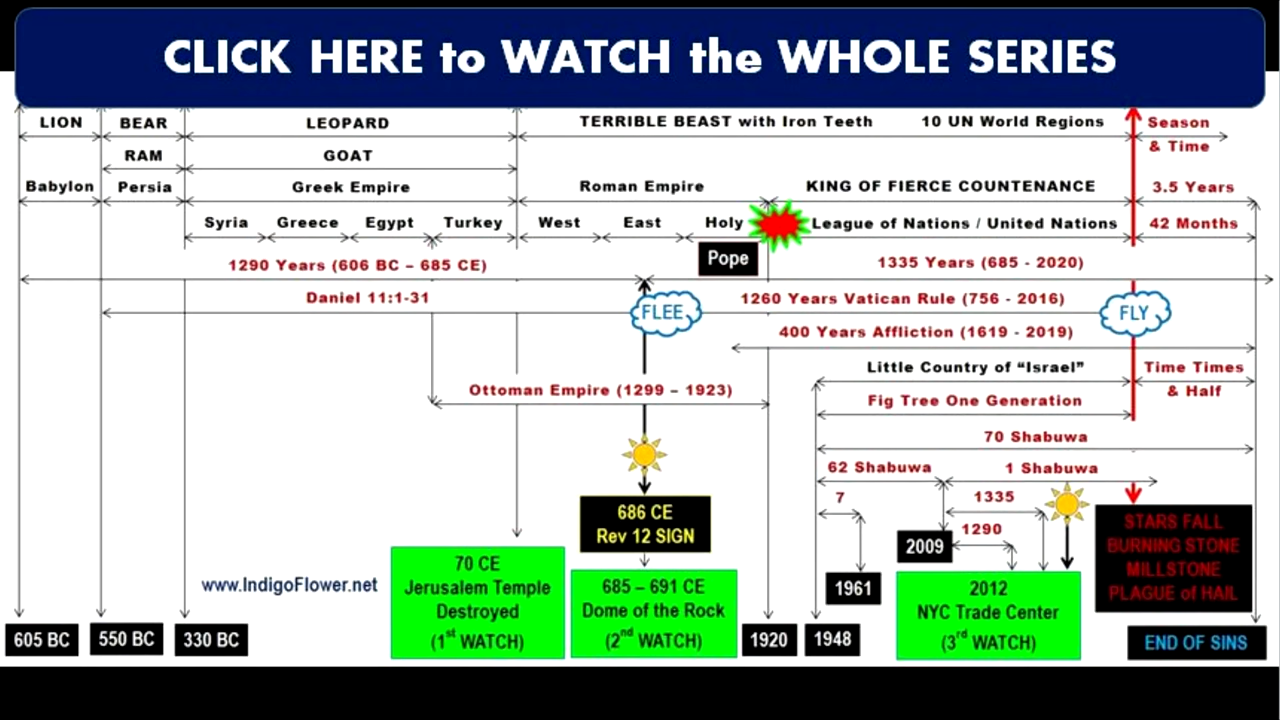 CLICK HERE to WATCH the WHOLE SERIES
LION BEAR LEOPARD TERRIBLE BEAST with Iron Teeth 10 UN World Regions Season
& Time
RAM GOAT
Babylon Persia Greek Empire Roman Empire KING OF FIERCE COUNTENANCE 3.5 Years
Syria Greece Egypt Turkey West East Holy League of Nations / United Nations 42 Months
Pope
1290 Years (606 BC – 685 CE) 1335 Years (685 - 2020)
Daniel 11:1-31 FLEE 1260 Years Vatican Rule (756 - 2016) FLY
400 Years Affliction (1619 - 2019)
Little Country of “Israel” Time Times
& Half
Ottoman Empire (1299 – 1923) Fig Tree One Generation
70 Shabuwa
62 Shabuwa 1 Shabuwa
7 1335
1290
686 CE
Rev 12 SIGN
2009
STARS FALL
BURNING STONE
MILLSTONE
PLAGUE of HAIL
www.IndigoFlower.net
70 CE
Jerusalem Temple
Destroyed
(1st WATCH)
685 – 691 CE
Dome of the Rock
(2nd WATCH)
1961
2012
NYC Trade Center
(3rd WATCH)
605 BC 550 BC 330 BC 1920 1948 END OF SINS